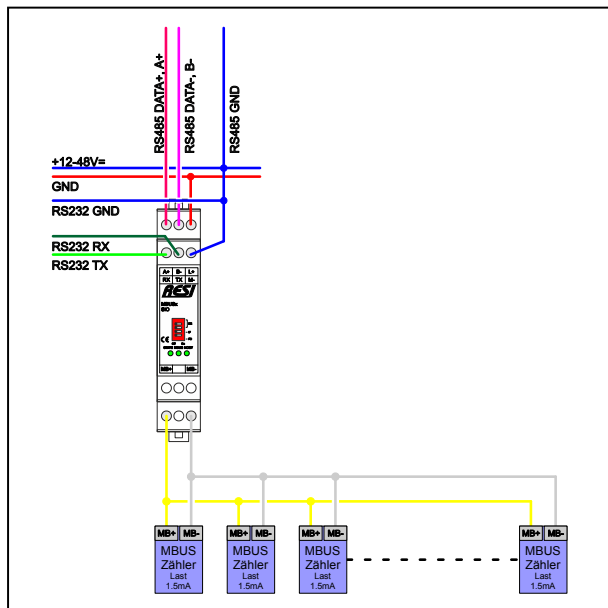 RS485 DATA+, A+
RS485 DATA-, B-
RS485 GND
+12-48V=
GND
RS232 GND
RS232 RX
RS232 TX
A+ B- L+
RX TX M-
RESI
MB+ MB-
MB+ MB- MB+ MB- MB+ MB- MB+ MB-
MBUS MBUS MBUS MBUS
Zähler Zähler Zähler Zähler
Last Last Last Last
1.5mA 1.5mA 1.5mA 1.5mA